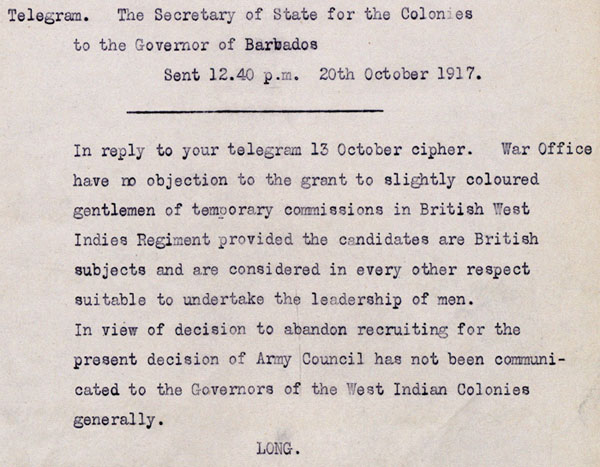 Telegram. The Secretary of State for the Colonies
to the Governor of Barbados
Sent 12.40 p.m. 20th October 1917.
In reply to your telegram 13 October cipher. War Office
have no objection to the grant to slightly coloured
gentlemen of temporary commissions in British West
Indies Regiment provided the candidates are British
subjects and are considered in every other respect
suitable to undertake the leadership of men.
In view of decision to abandon recruiting for the
present decision of Army Council has not been communi-
cated to the Governors of the West Indian Colonies
generally.
LONG.